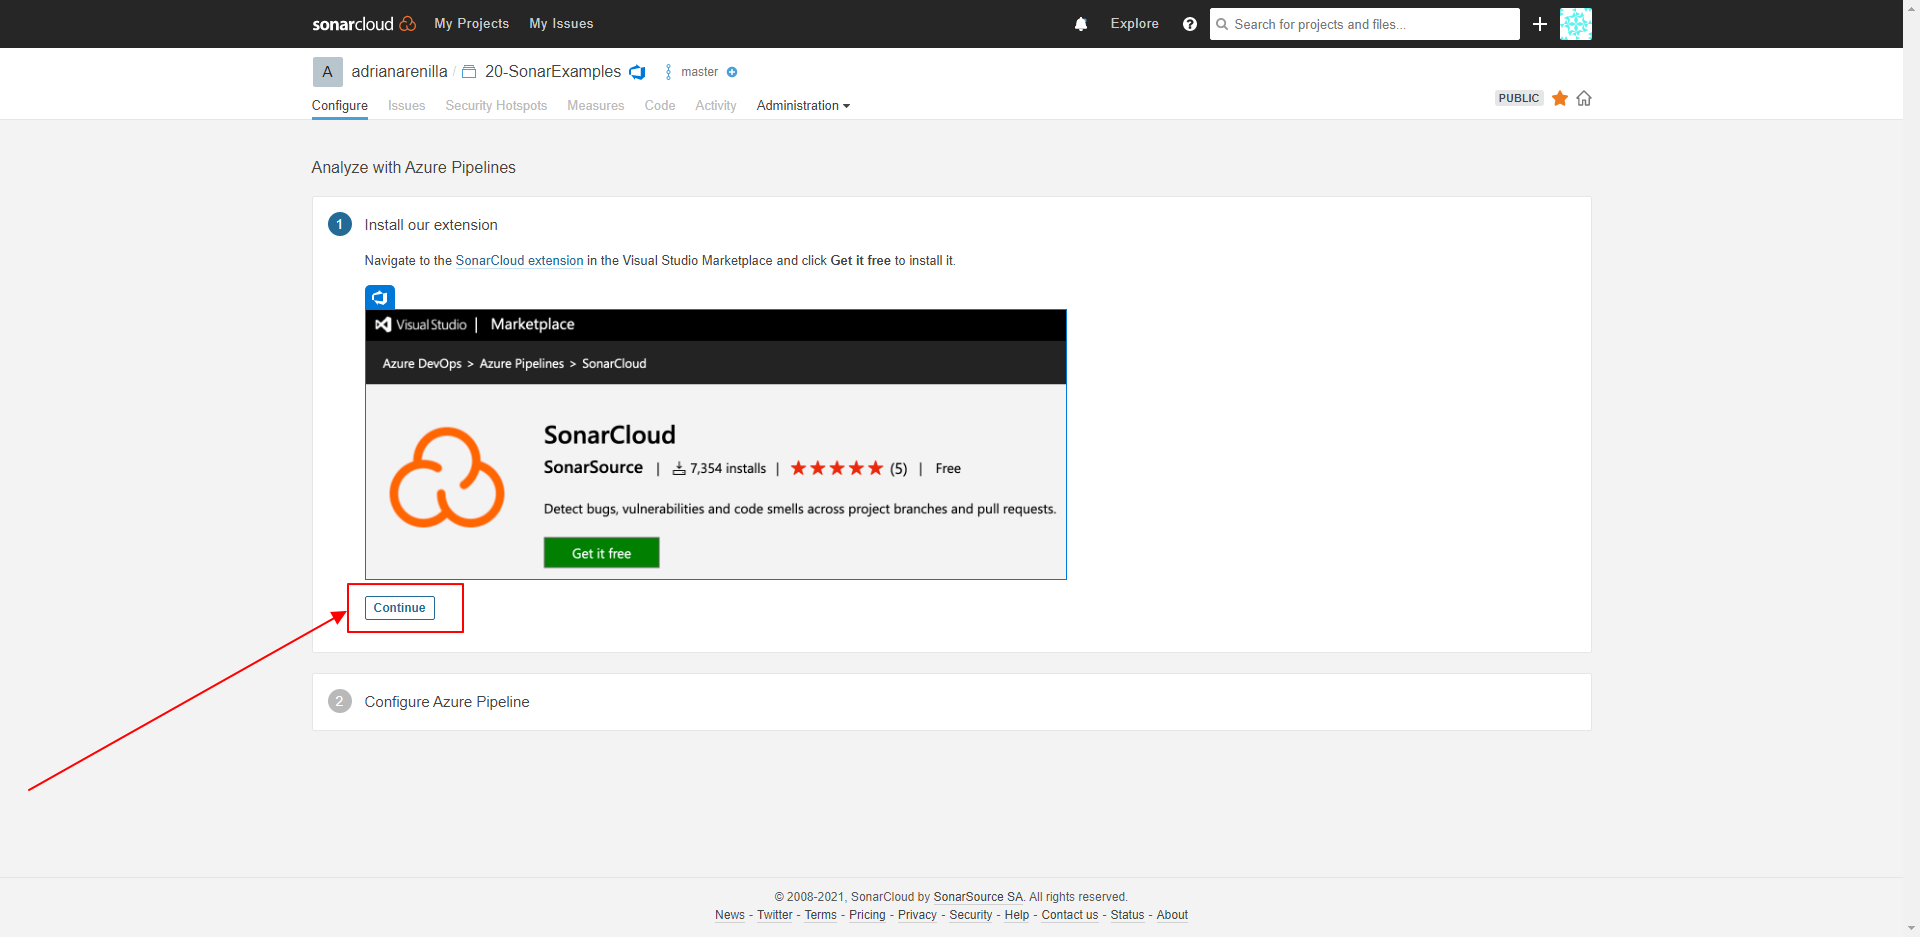 sonarcloud My Projects My Issues Explore Search for projects and files...
A adrianarenilla / 20-SonarExamples master
Configure Issues Security Hotspots Measures Code Activity Administration PUBLIC
Analyze with Azure Pipelines
1 Install our extension
Navigate to the SonarCloud extension in the Visual Studio Marketplace and click Get it free to install it.
Visual Studio | Marketplace
Azure DevOps > Azure Pipelines > SonarCloud
SonarCloud
SonarSource | 7,354 installs | (5) | Free
Detect bugs, vulnerabilities and code smells across project branches and pull requests.
Get it free
Continue
2 Configure Azure Pipeline
© 2008-2021, SonarCloud by SonarSource SA. All rights reserved.
News - Twitter - Terms - Pricing - Privacy - Security - Help - Contact us - Status - About